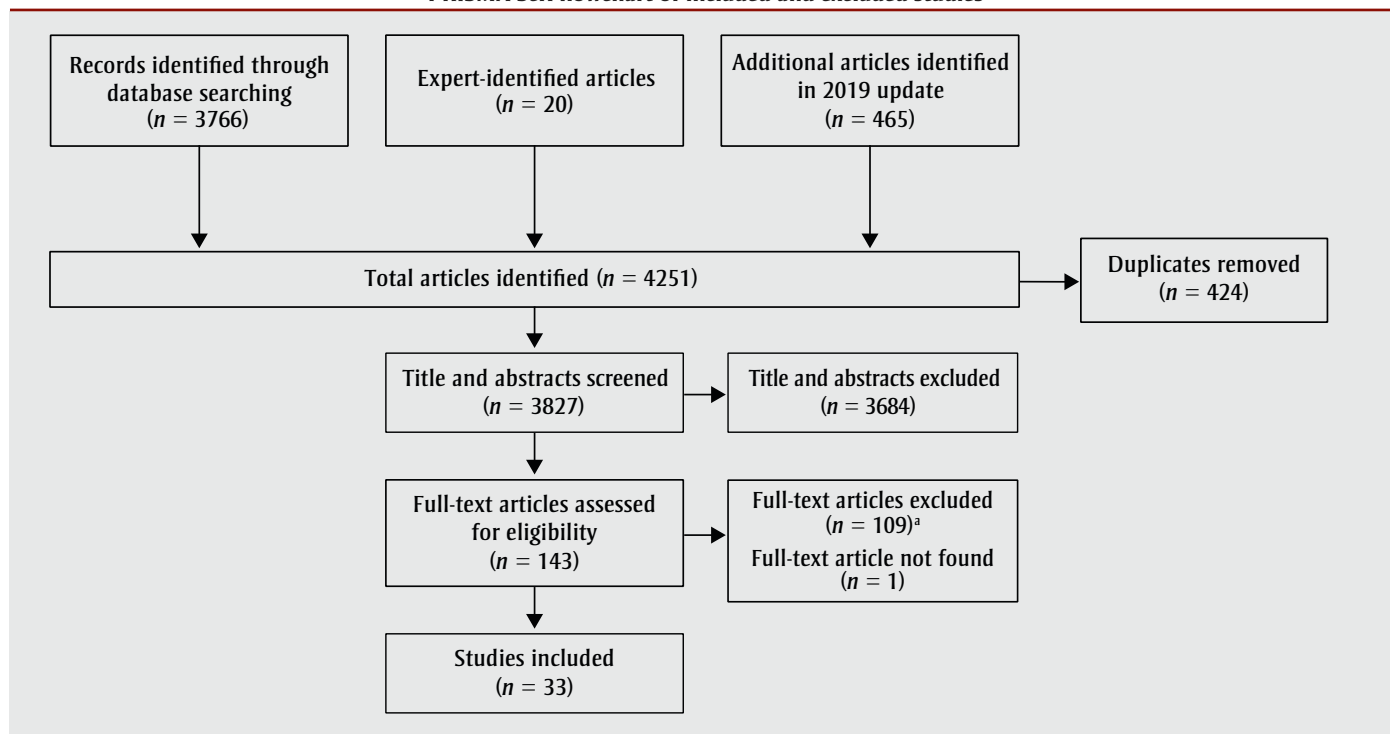 Records identified through
database searching
(n = 3766)
Expert-identified articles
(n = 20)
Additional articles identified
in 2019 update
(n = 465)
Total articles identified (n = 4251)
Duplicates removed
(n = 424)
Title and abstracts screened
(n = 3827)
Title and abstracts excluded
(n = 3684)
Full-text articles assessed
for eligibility
(n = 143)
Full-text articles excluded
(n = 109)a
Full-text article not found
(n = 1)
Studies included
(n = 33)